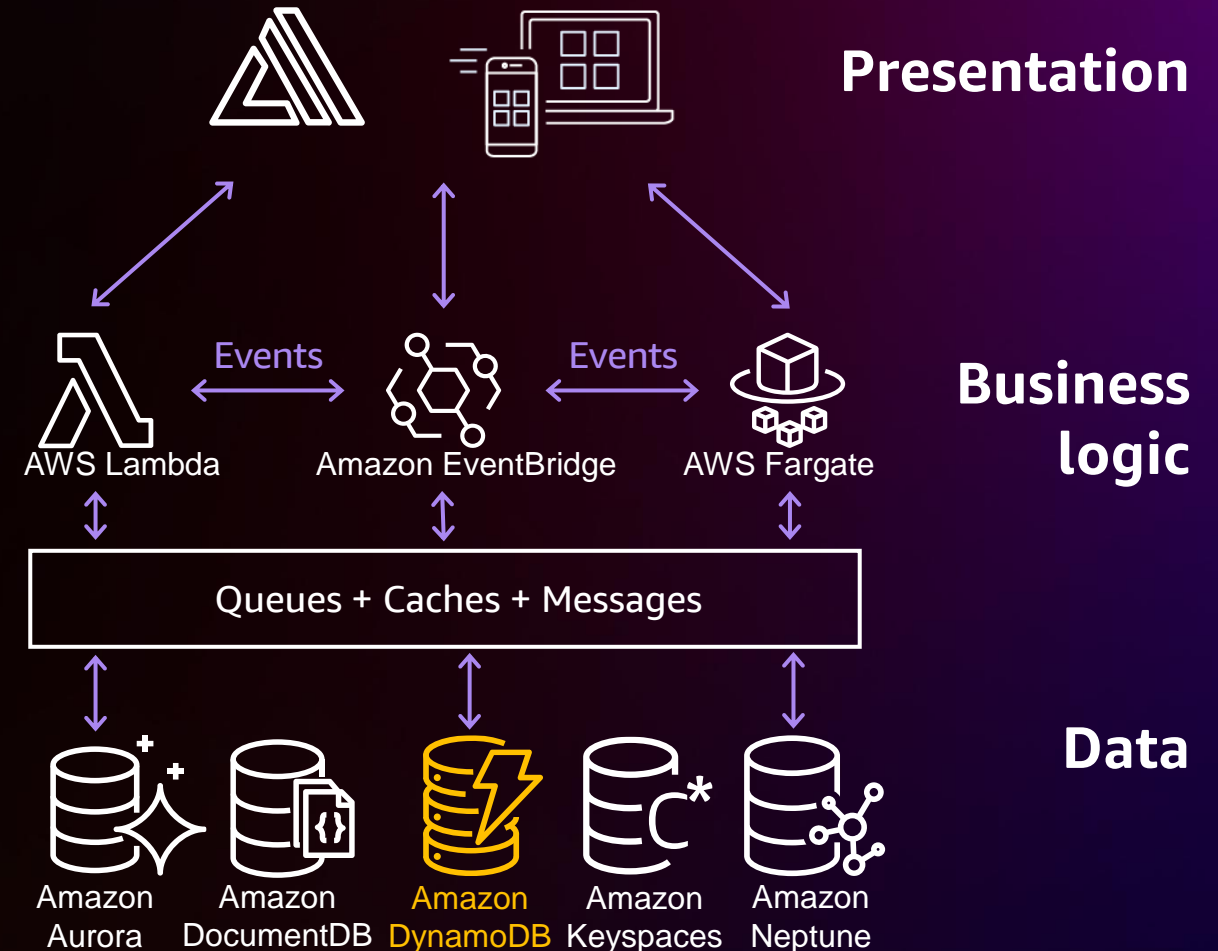 Presentation
Events
Events
Business
logic
AWS Lambda
Amazon EventBridge
AWS Fargate
Queues + Caches + Messages
Data
{}
C*
Amazon
Aurora
Amazon
DocumentDB
Amazon
DynamoDB
Amazon
Keyspaces
Amazon
Neptune